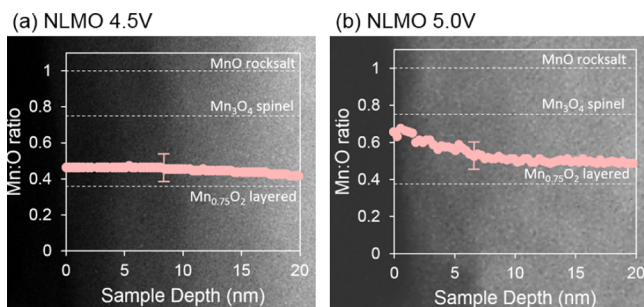 (a) NLMO 4.5V
Mn:O ratio
1
0.8
0.6
0.4
0.2
0
MnO rocksalt
Mn₃O₄ spinel
Mn₀.₇₅O₂ layered
0 5 10 15 20
Sample Depth (nm)
(b) NLMO 5.0V
Mn:O ratio
1
0.8
0.6
0.4
0.2
0
MnO rocksalt
Mn₃O₄ spinel
Mn₀.₇₅O₂ layered
0 5 10 15 20
Sample Depth (nm)